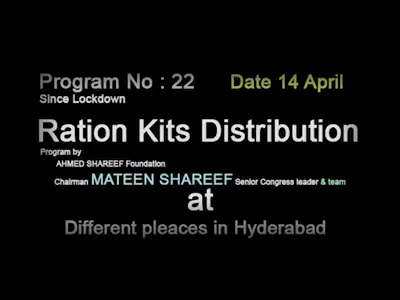 Program No : 22 Date 14 April
Since Lockdown
Ration Kits Distribution
Program by
AHMED SHAREEF Foundation
Chairman MATEEN SHAREEF Senior Congress leader & team
at
Different pleaces in Hyderabad